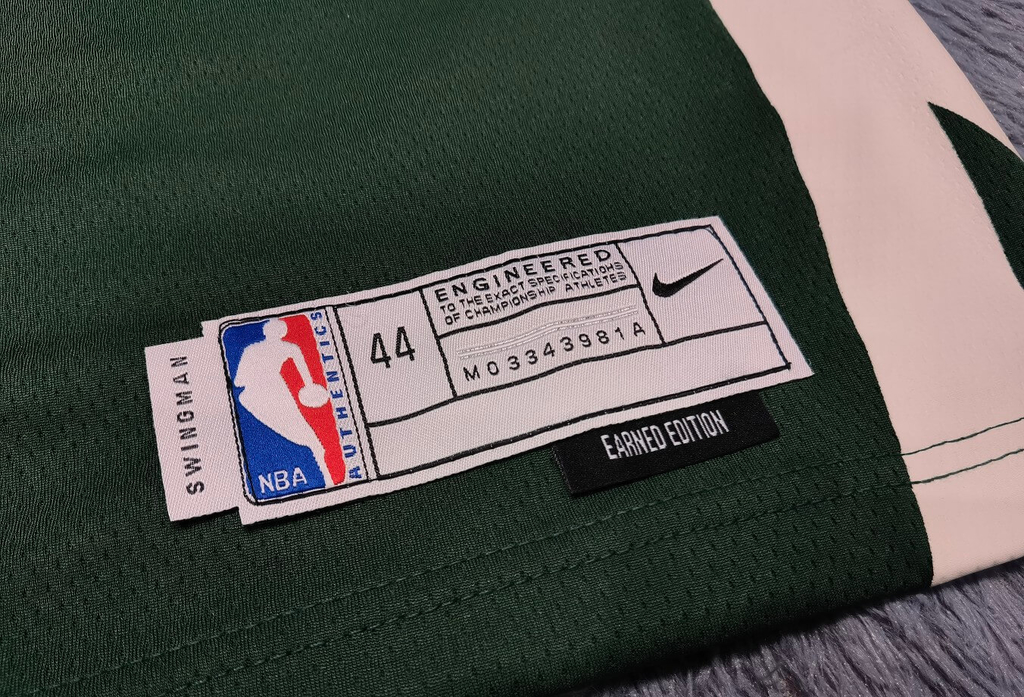 SWINGMAN
NBA
AUTHENTICS
44
ENGINEERED
TO THE EXACT SPECIFICATIONS
OF CHAMPIONSHIP ATHLETES
M03343981A
EARNED EDITION